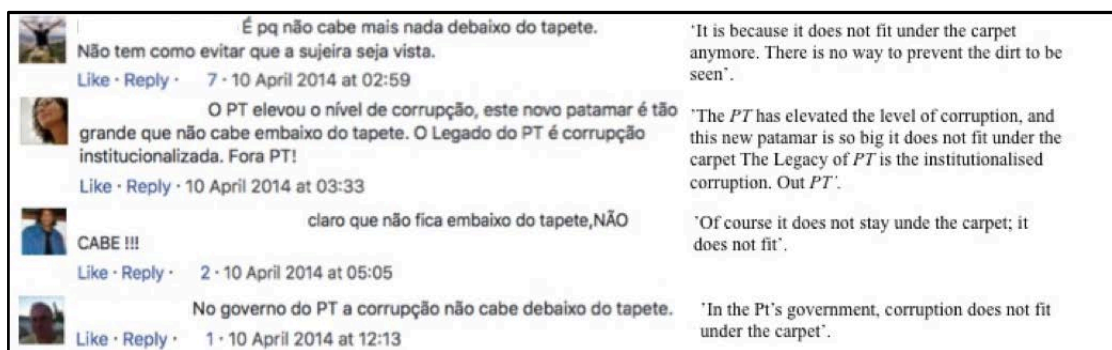 É pq não cabe mais nada debaixo do tapete.
Não tem como evitar que a sujeira seja vista.
Like · Reply · 7 · 10 April 2014 at 02:59
'It is because it does not fit under the carpet
anymore. There is no way to prevent the dirt to be
seen'.
O PT elevou o nível de corrupção, este novo patamar é tão
grande que não cabe embaixo do tapete. O Legado do PT é corrupção
institucionalizada. Fora PT!
Like · Reply · 10 April 2014 at 03:33
'The PT has elevated the level of corruption, and
this new patamar is so big it does not fit under the
carpet The Legacy of PT is the institutionalised
corruption. Out PT'.
claro que não fica embaixo do tapete,NÃO
CABE !!!
Like · Reply · 2 · 10 April 2014 at 05:05
'Of course it does not stay unde the carpet; it
does not fit'.
No governo do PT a corrupção não cabe debaixo do tapete.
Like · Reply · 1 · 10 April 2014 at 12:13
'In the Pt's government, corruption does not fit
under the carpet'.